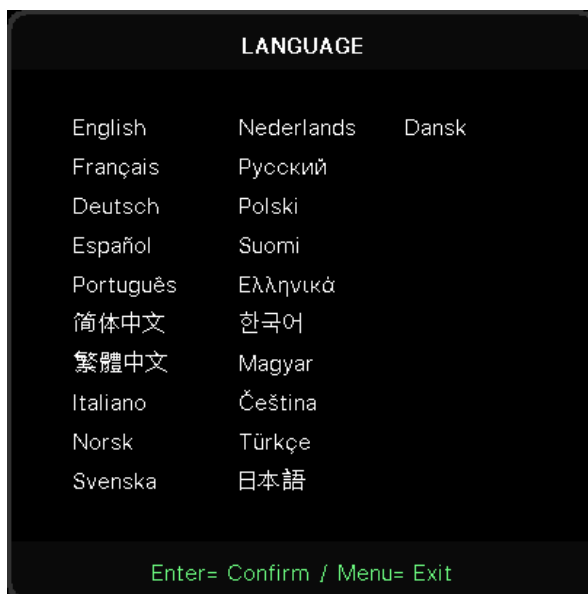 LANGUAGE
English Nederlands Dansk
Français Русский
Deutsch Polski
Español Suomi
Português Ελληνικά
简体中文 한국어
繁體中文 Magyar
Italiano Čeština
Norsk Türkçe
Svenska 日本語
Enter= Confirm / Menu= Exit